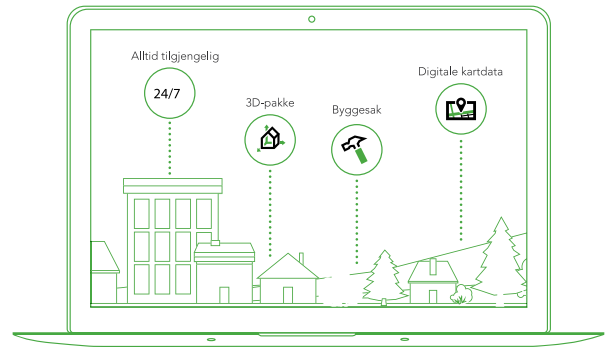 Alltid tilgjengelig
24/7
3D-pakke
Byggesak
Digitale kartdata